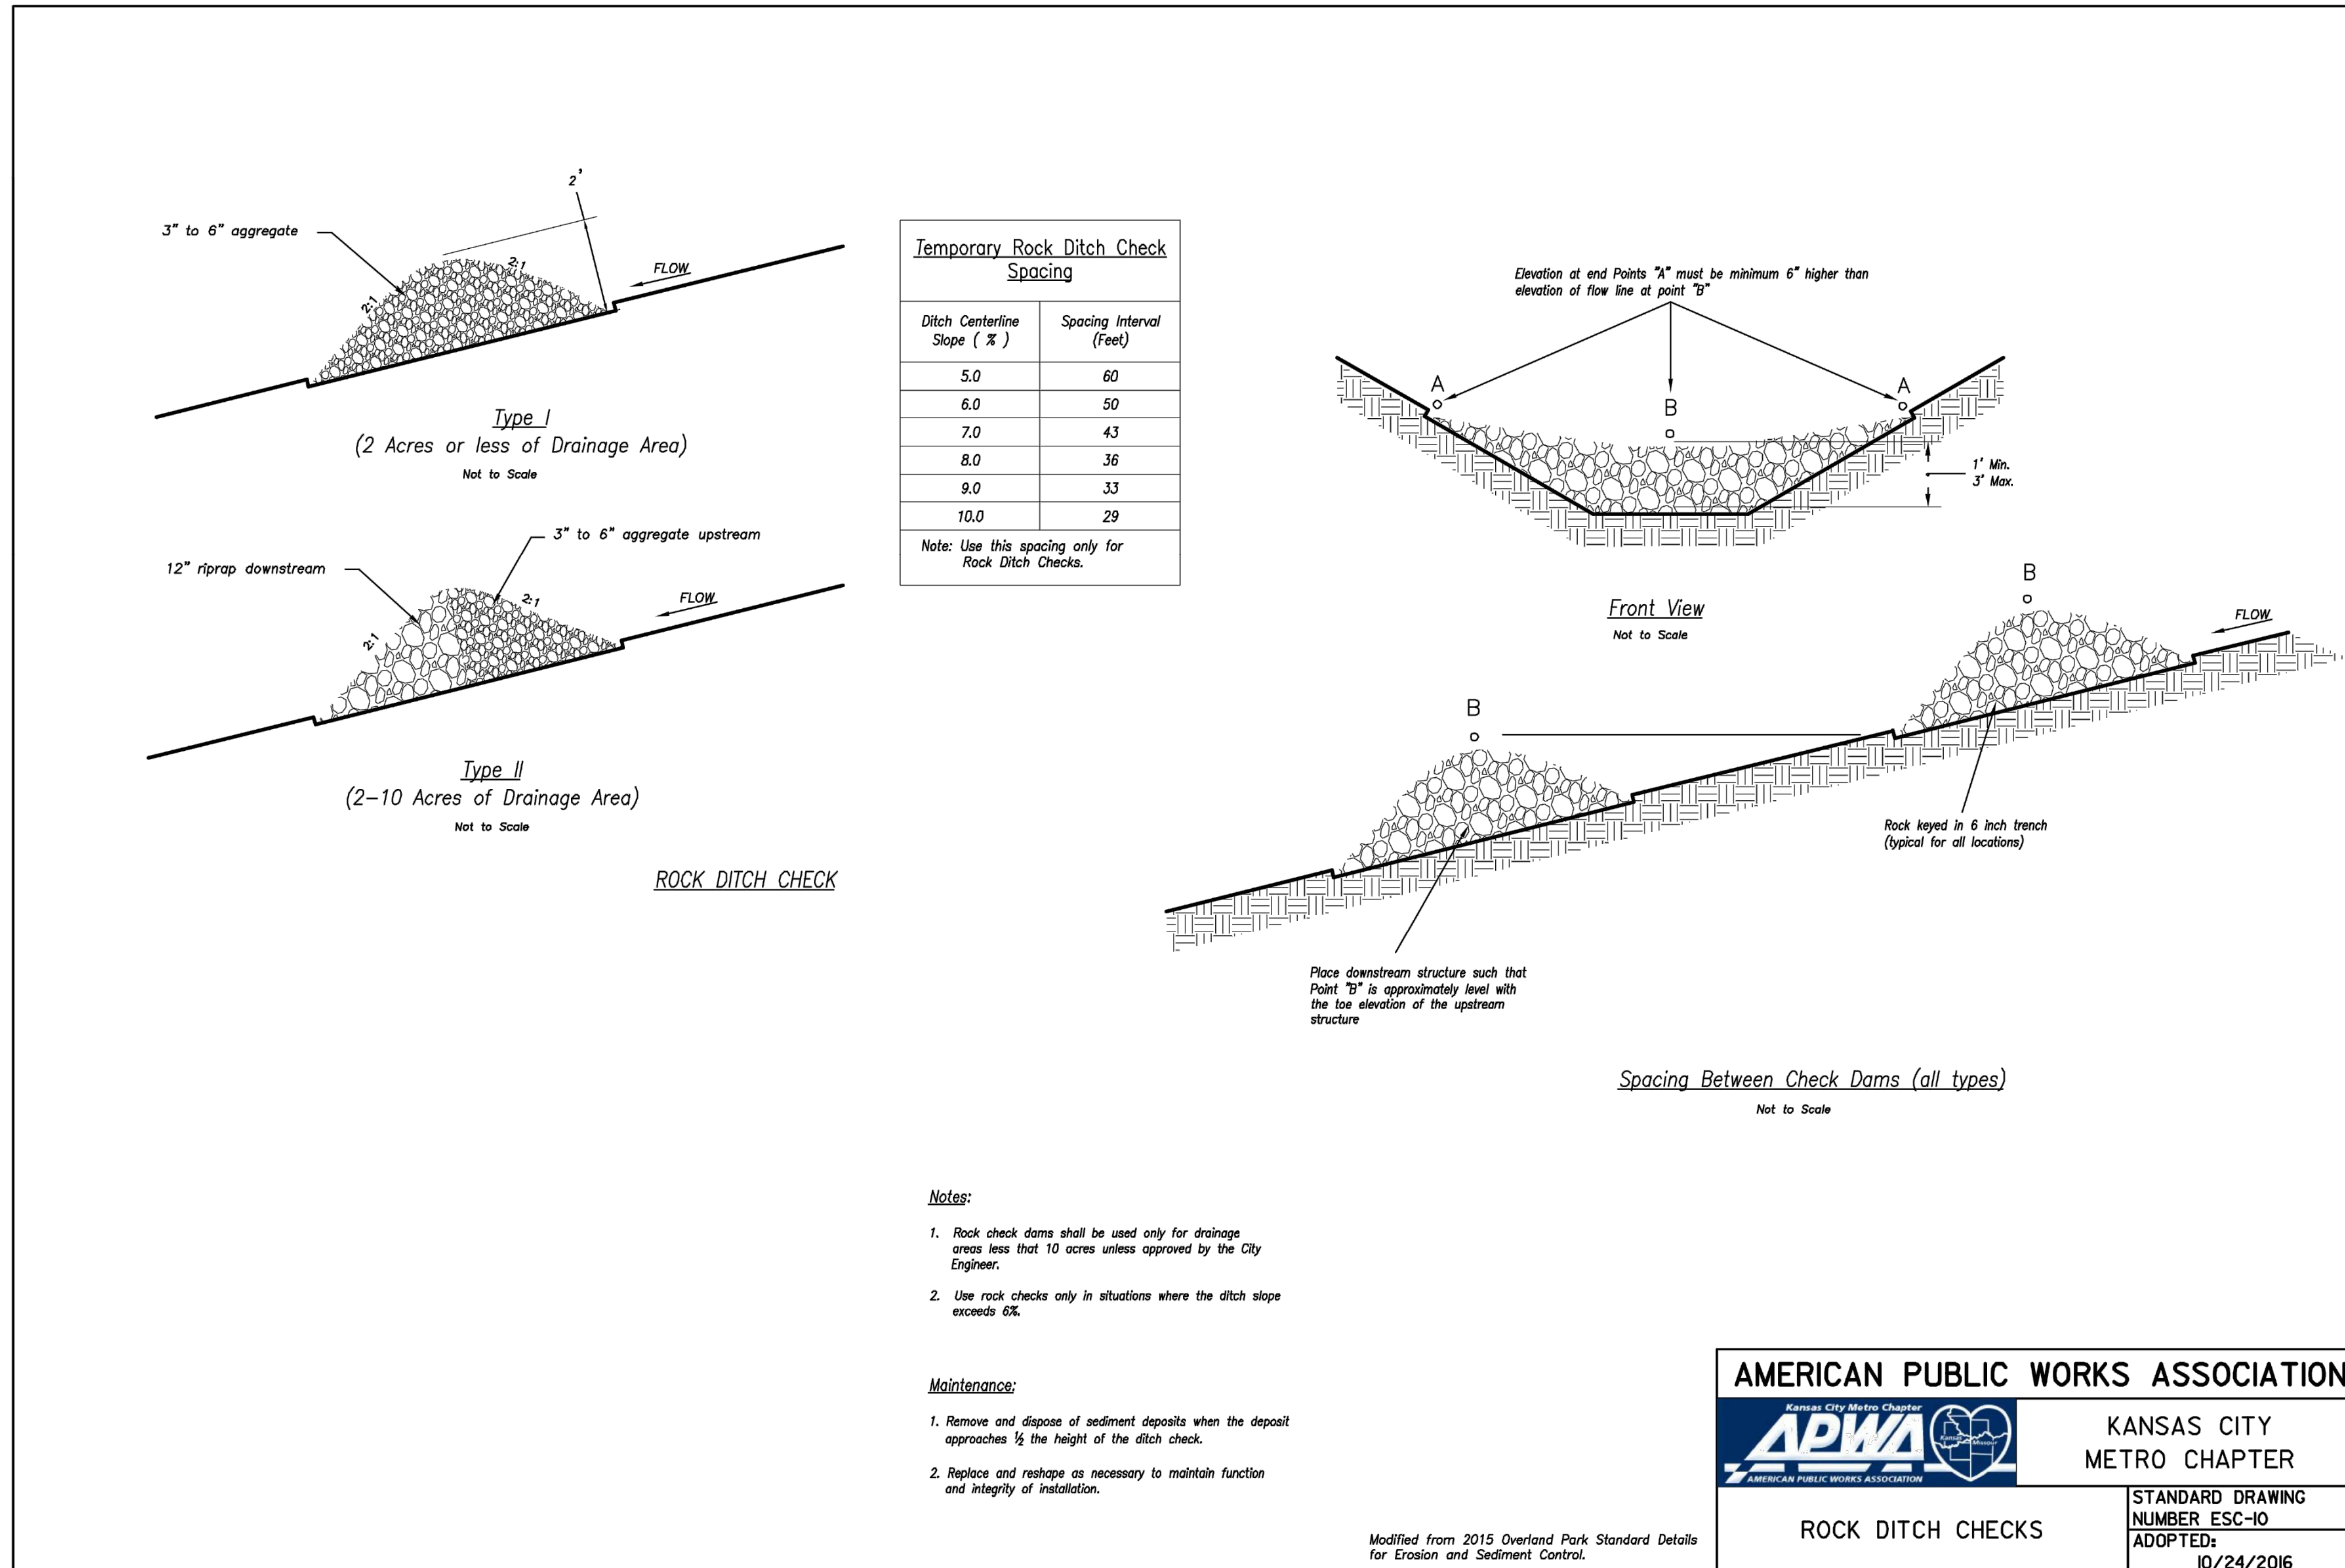 2'
3" to 6" aggregate
2:1
2:1
FLOW
Type I
(2 Acres or less of Drainage Area)
Not to Scale
3" to 6" aggregate upstream
12" riprap downstream
2:1
2:1
FLOW
Type II
(2-10 Acres of Drainage Area)
Not to Scale
ROCK DITCH CHECK
Temporary Rock Ditch Check
Spacing
Ditch Centerline
Slope ( % )
Spacing Interval
(Feet)
5.0 60
6.0 50
7.0 43
8.0 36
9.0 33
10.0 29
Note: Use this spacing only for
Rock Ditch Checks.
Elevation at end Points "A" must be minimum 6" higher than
elevation of flow line at point "B"
A
B
A
1' Min.
3' Max.
Front View
Not to Scale
B
FLOW
B
Rock keyed in 6 inch trench
(typical for all locations)
Place downstream structure such that
Point "B" is approximately level with
the toe elevation of the upstream
structure
Spacing Between Check Dams (all types)
Not to Scale
Notes:
1. Rock check dams shall be used only for drainage
areas less that 10 acres unless approved by the City
Engineer.
2. Use rock checks only in situations where the ditch slope
exceeds 6%.
Maintenance:
1. Remove and dispose of sediment deposits when the deposit
approaches ½ the height of the ditch check.
2. Replace and reshape as necessary to maintain function
and integrity of installation.
Modified from 2015 Overland Park Standard Details
for Erosion and Sediment Control.
AMERICAN PUBLIC WORKS ASSOCIATION
Kansas City Metro Chapter
APWA
Kansas
Missouri
AMERICAN PUBLIC WORKS ASSOCIATION
KANSAS CITY
METRO CHAPTER
ROCK DITCH CHECKS
STANDARD DRAWING
NUMBER ESC-10
ADOPTED:
10/24/2016